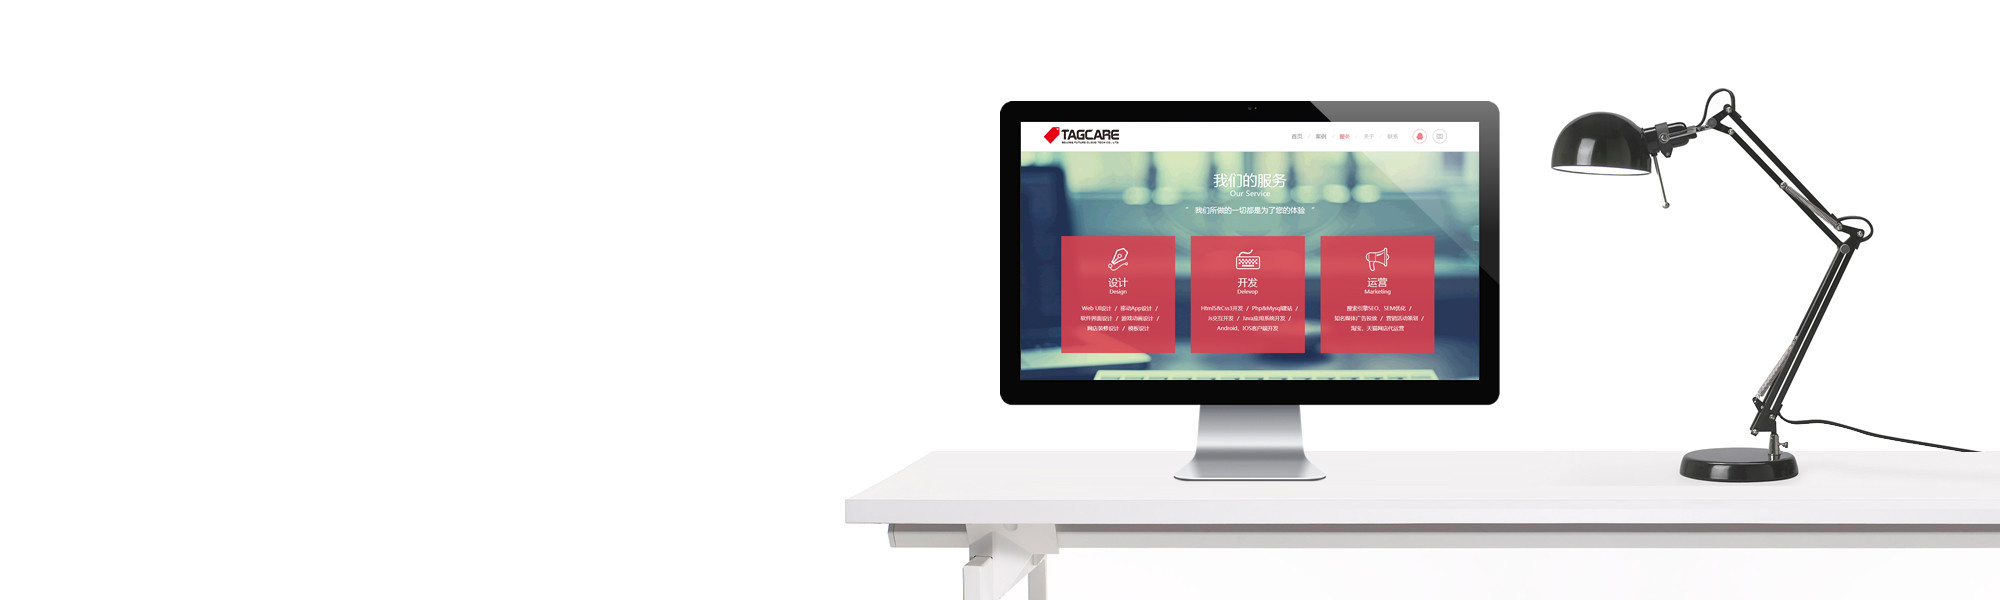 TAGCARE
BEIJING FUTURE CLOUD TECH CO., LTD.
首页 案例 服务 关于 联系
我们的服务
Our Service
“ 我们所做的一切都是为了您的体验 ”
设计
Design
Web UI设计 / 移动App设计 /
软件界面设计 / 游戏动画设计 /
网店装修设计 / 模板设计
开发
Delevop
Html5&Css3开发 / Php&Mysql建站 /
Js交互开发 / Java应用系统开发 /
Android、IOS客户端开发
运营
Marketing
搜索引擎SEO、SEM优化 /
知名媒体广告投放 / 营销活动策划 /
淘宝、天猫网店代运营